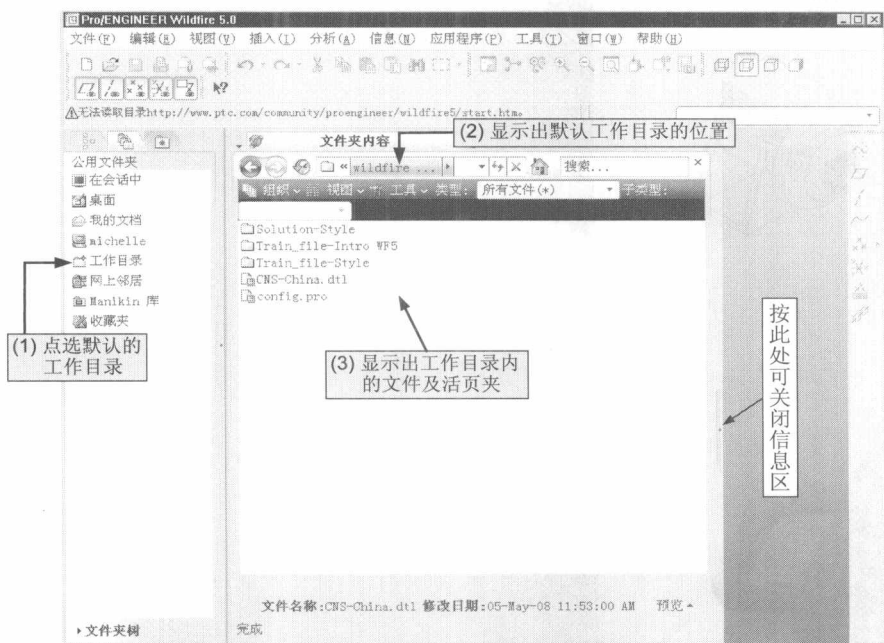 Pro/ENGINEER Wildfire 5.0
文件(F) 编辑(E) 视图(V) 插入(I) 分析(A) 信息(N) 应用程序(P) 工具(T) 窗口(W) 帮助(H)
无法读取目录http://www.ptc.com/community/proengineer/wildfire5/start.htm。
文件夹内容
(2) 显示出默认工作目录的位置
公用文件夹
在会话中
桌面
我的文档
michelle
工作目录
网上邻居
Manikin 库
收藏夹
« wildfire ... 搜索...
组织 视图 工具 类型: 所有文件(*) 子类型:
Solution-Style
Train_file-Intro WF5
Train_file-Style
CNS-China.dtl
config.pro
(1) 点选默认的
工作目录
(3) 显示出工作目录内
的文件及活页夹
按此处可关闭信息区
文件名称:CNS-China.dtl 修改日期:05-May-08 11:53:00 AM 预览
文件夹树
完成